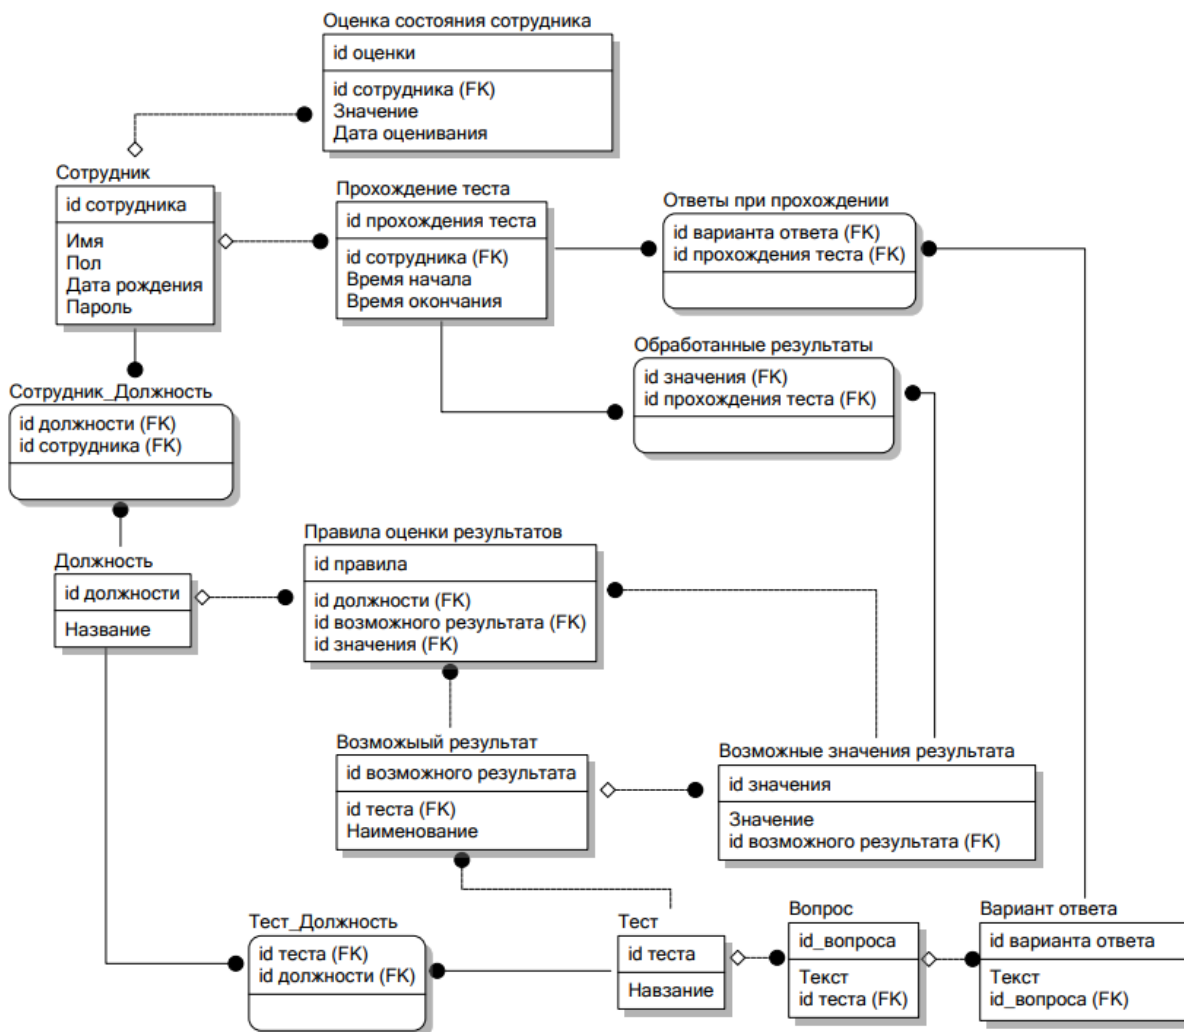 Оценка состояния сотрудника
id оценки
id сотрудника (FK)
Значение
Дата оценивания
Сотрудник
id сотрудника
Имя
Пол
Дата рождения
Пароль
Прохождение теста
id прохождения теста
id сотрудника (FK)
Время начала
Время окончания
Ответы при прохождении
id варианта ответа (FK)
id прохождения теста (FK)
Обработанные результаты
id значения (FK)
id прохождения теста (FK)
Сотрудник_Должность
id должности (FK)
id сотрудника (FK)
Должность
id должности
Название
Правила оценки результатов
id правила
id должности (FK)
id возможного результата (FK)
id значения (FK)
Возможыый результат
id возможного результата
id теста (FK)
Наименование
Возможные значения результата
id значения
Значение
id возможного результата (FK)
Тест_Должность
id теста (FK)
id должности (FK)
Тест
id теста
Навзание
Вопрос
id_вопроса
Текст
id теста (FK)
Вариант ответа
id варианта ответа
Текст
id_вопроса (FK)